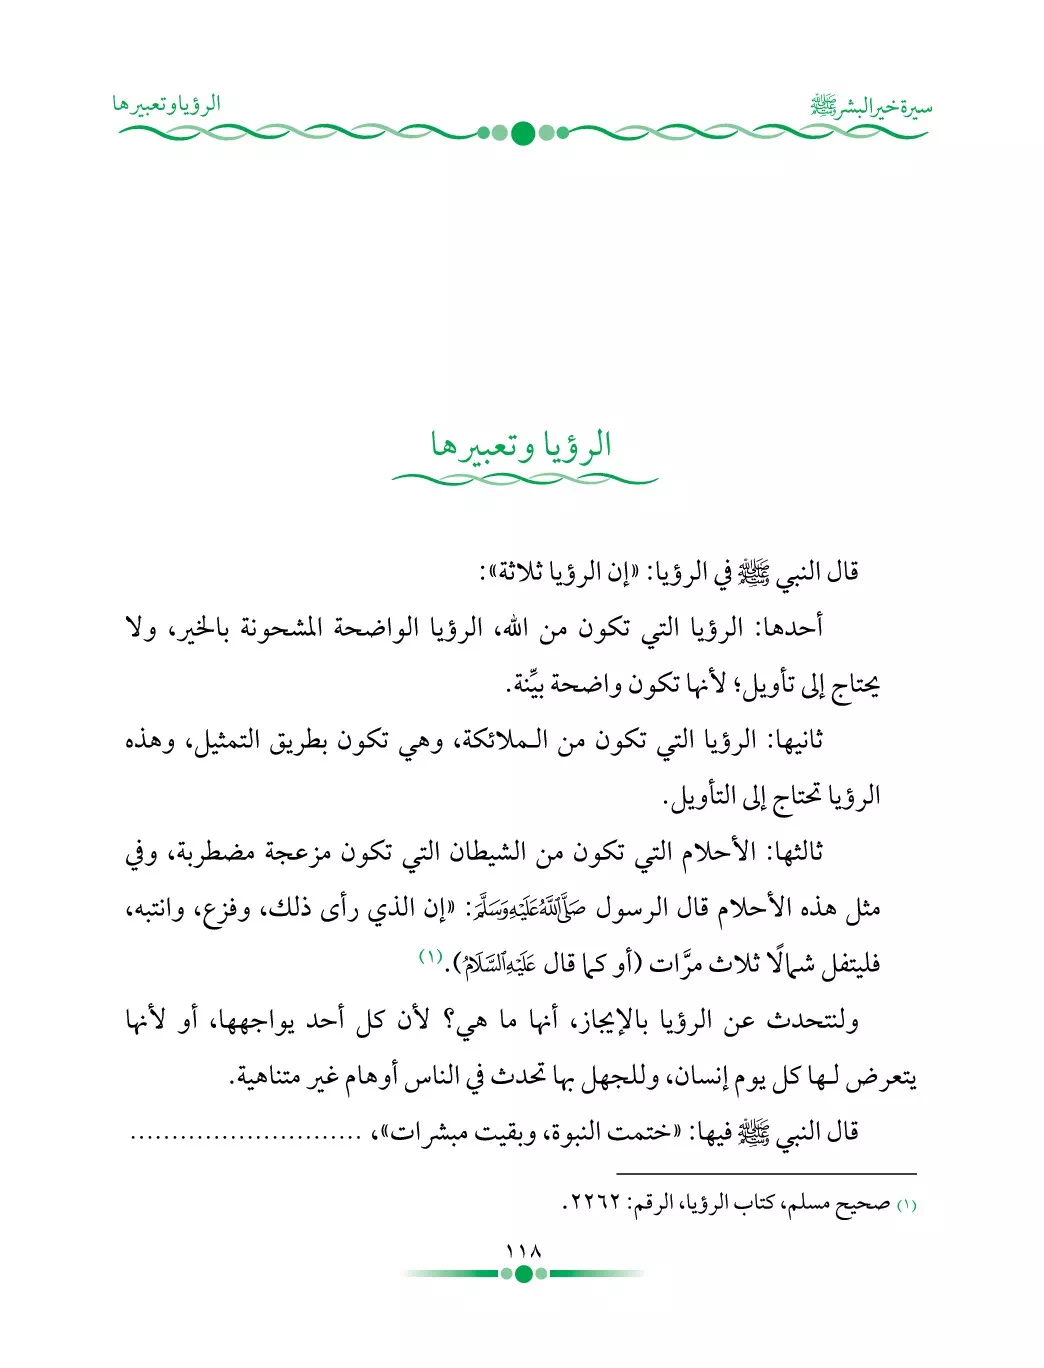 سيرة خير البشر ﷺ
الرؤيا وتعبيرها
الرؤيا وتعبيرها
قال النبي ﷺ في الرؤيا: «إن الرؤيا ثلاثة»:
أحدها: الرؤيا التي تكون من الله، الرؤيا الواضحة المشحونة بالخير، ولا
يحتاج إلى تأويل؛ لأنها تكون واضحة بيِّنة.
ثانيها: الرؤيا التي تكون من الـملائكة، وهي تكون بطريق التمثيل، وهذه
الرؤيا تحتاج إلى التأويل.
ثالثها: الأحلام التي تكون من الشيطان التي تكون مزعجة مضطربة، وفي
مثل هذه الأحلام قال الرسول صَلَّى اللَّهُ عَلَيْهِ وَسَلَّمَ: «إن الذي رأى ذلك، وفزع، وانتبه،
فليتفل شمالًا ثلاث مرَّات (أو كما قال عَلَيْهِ السَّلَامُ).(١)
ولنتحدث عن الرؤيا بالإيجاز، أنها ما هي؟ لأن كل أحد يواجهها، أو لأنها
يتعرض لـها كل يوم إنسان، وللجهل بها تحدث في الناس أوهام غير متناهية.
قال النبي ﷺ فيها: «ختمت النبوة، وبقيت مبشرات»، ............................
(١) صحيح مسلم، كتاب الرؤيا، الرقم: ٢٢٦٢.
١١٨